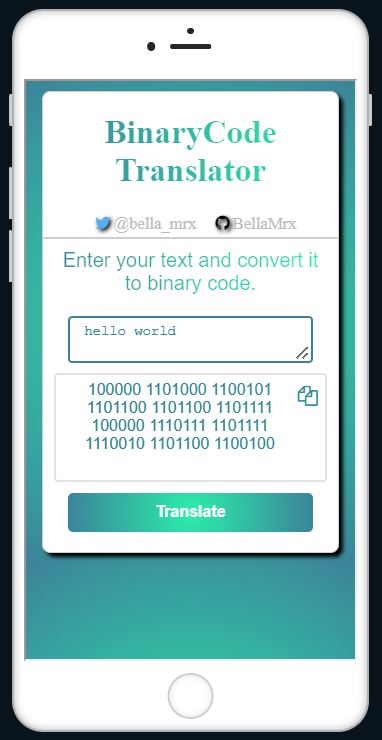 BinaryCode
Translator
@bella_mrx BellaMrx
Enter your text and convert it
to binary code.
hello world
100000 1101000 1100101
1101100 1101100 1101111
100000 1110111 1101111
1110010 1101100 1100100
Translate